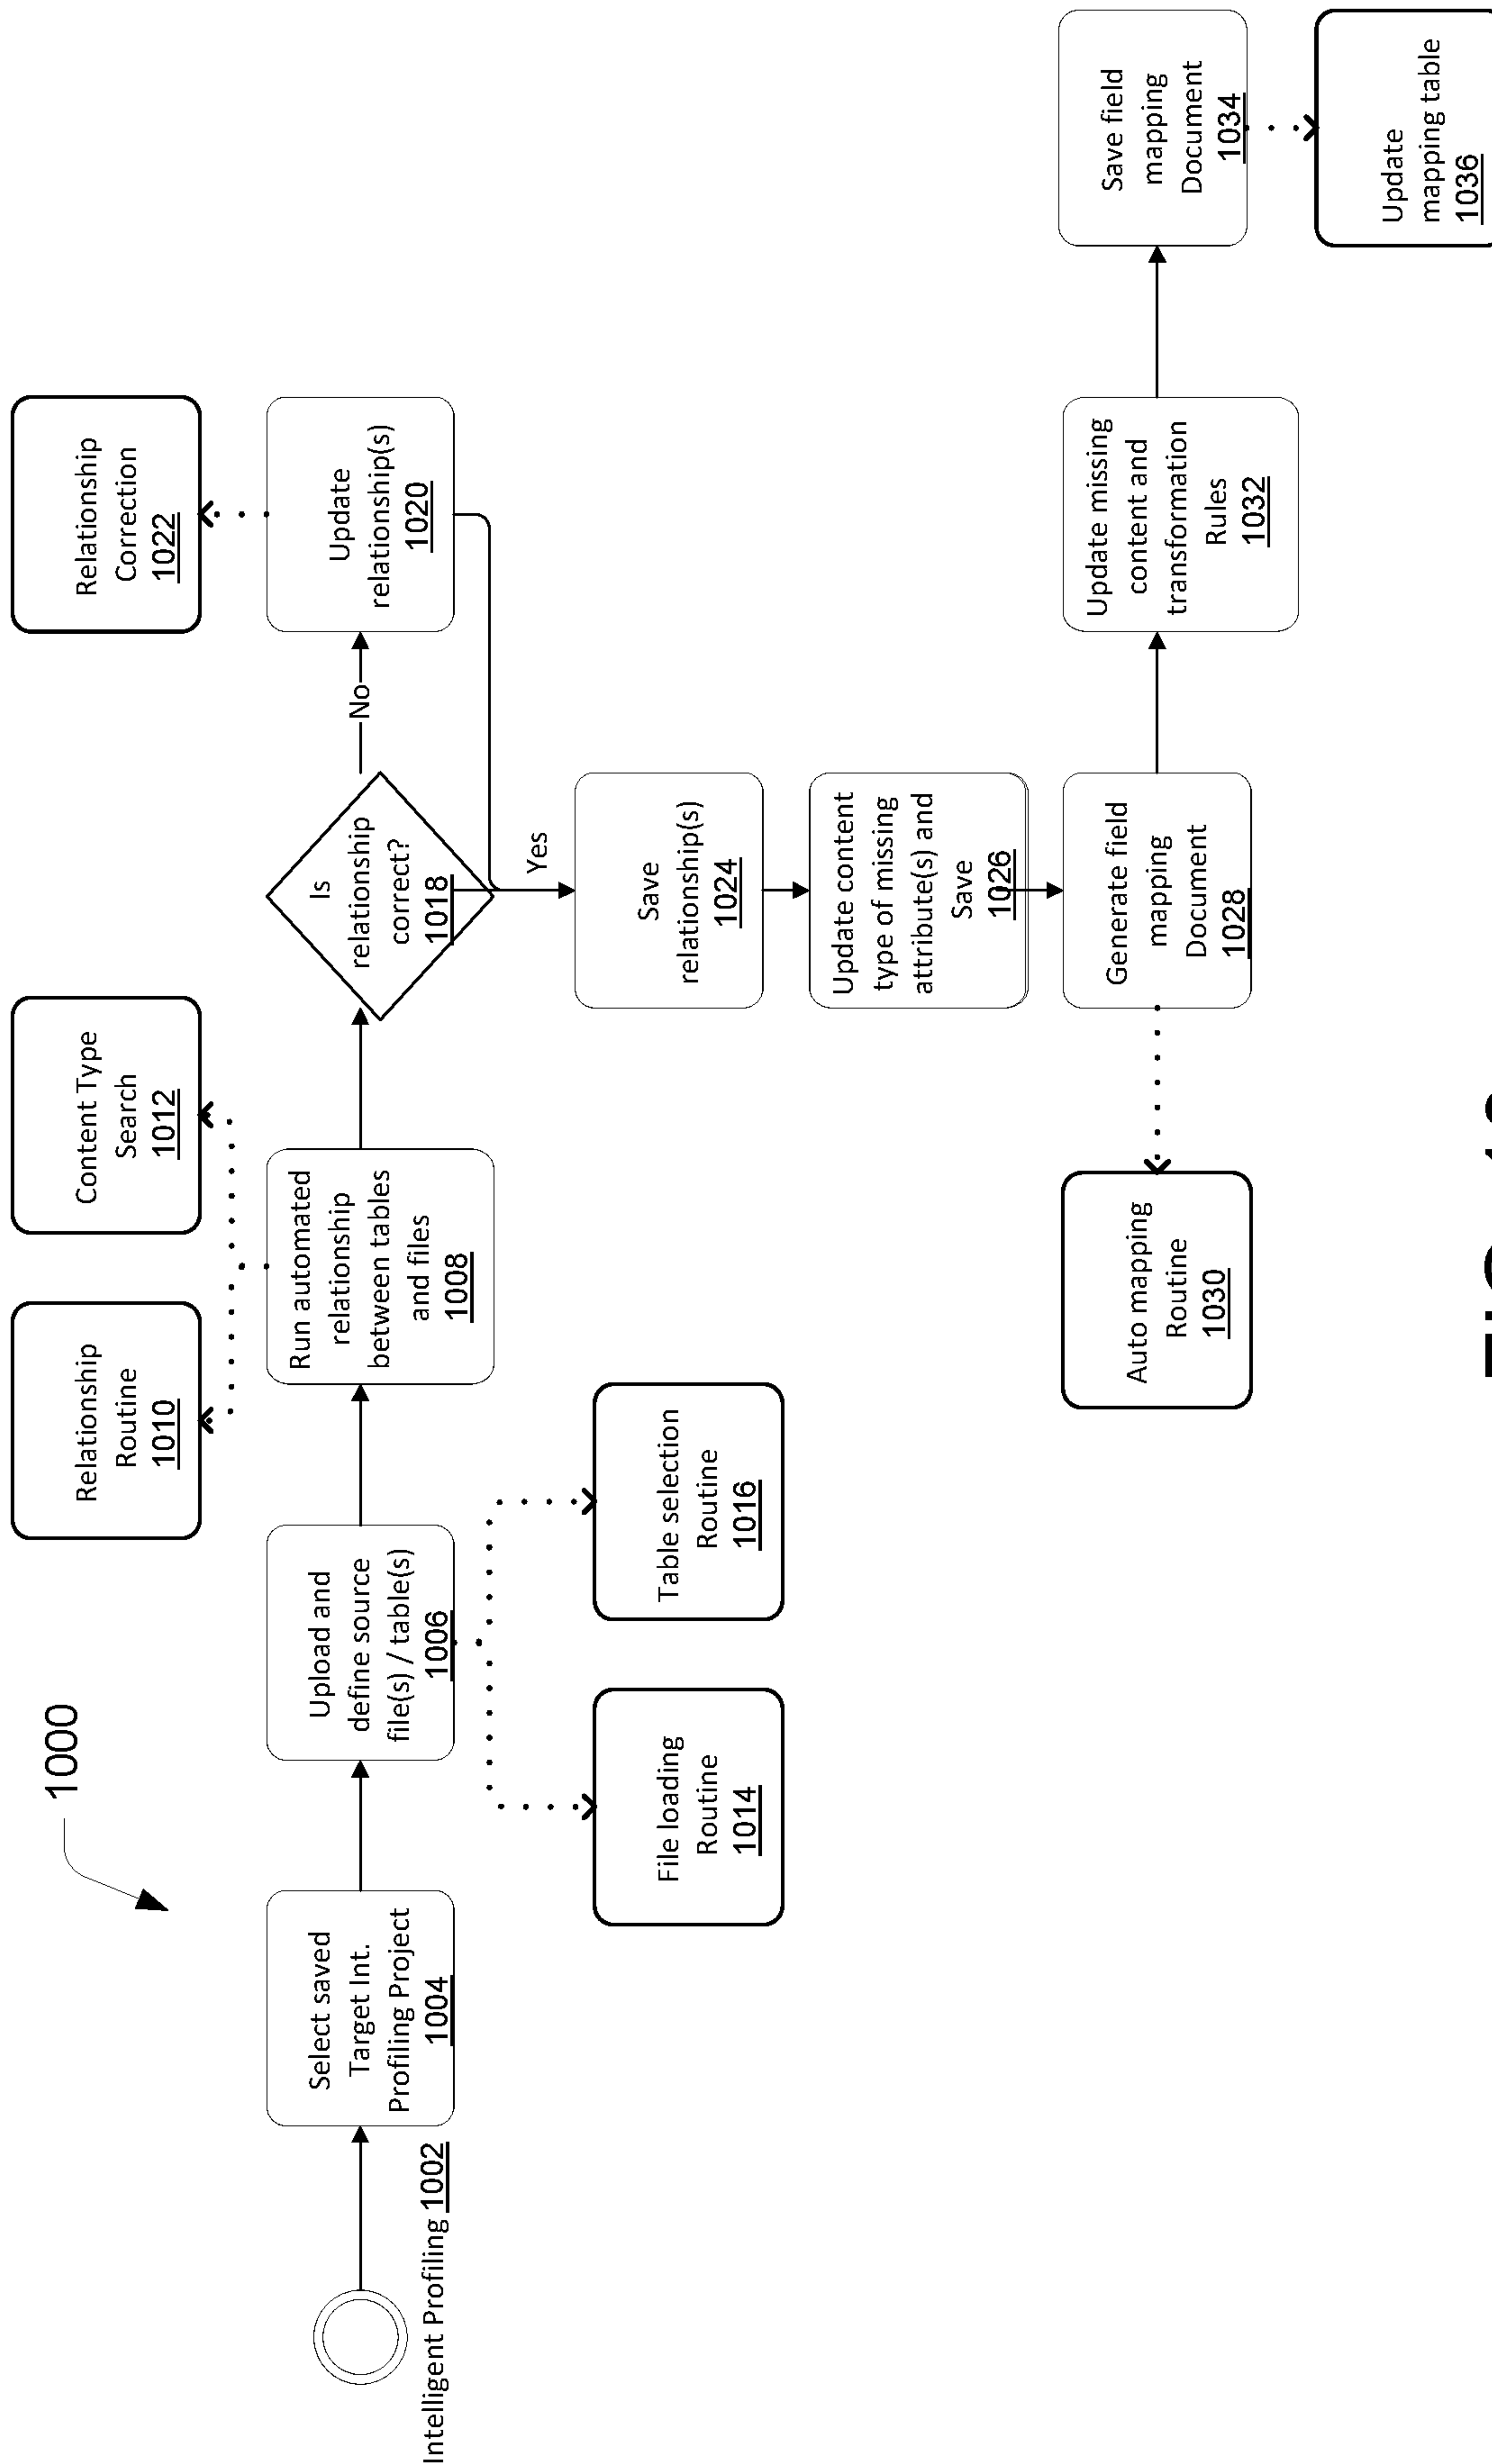 1000
Intelligent Profiling 1002
Select saved
Target Int.
Profiling Project
1004
Upload and
define source
file(s) / table(s)
1006
File loading
Routine
1014
Table selection
Routine
1016
Run automated
relationship
between tables
and files
1008
Relationship
Routine
1010
Content Type
Search
1012
Is
relationship
correct?
1018
No
Update
relationship(s)
1020
Relationship
Correction
1022
Yes
Save
relationship(s)
1024
Update content
type of missing
attribute(s) and
Save
1026
Generate field
mapping
Document
1028
Auto mapping
Routine
1030
Update missing
content and
transformation
Rules
1032
Save field
mapping
Document
1034
Update
mapping table
1036